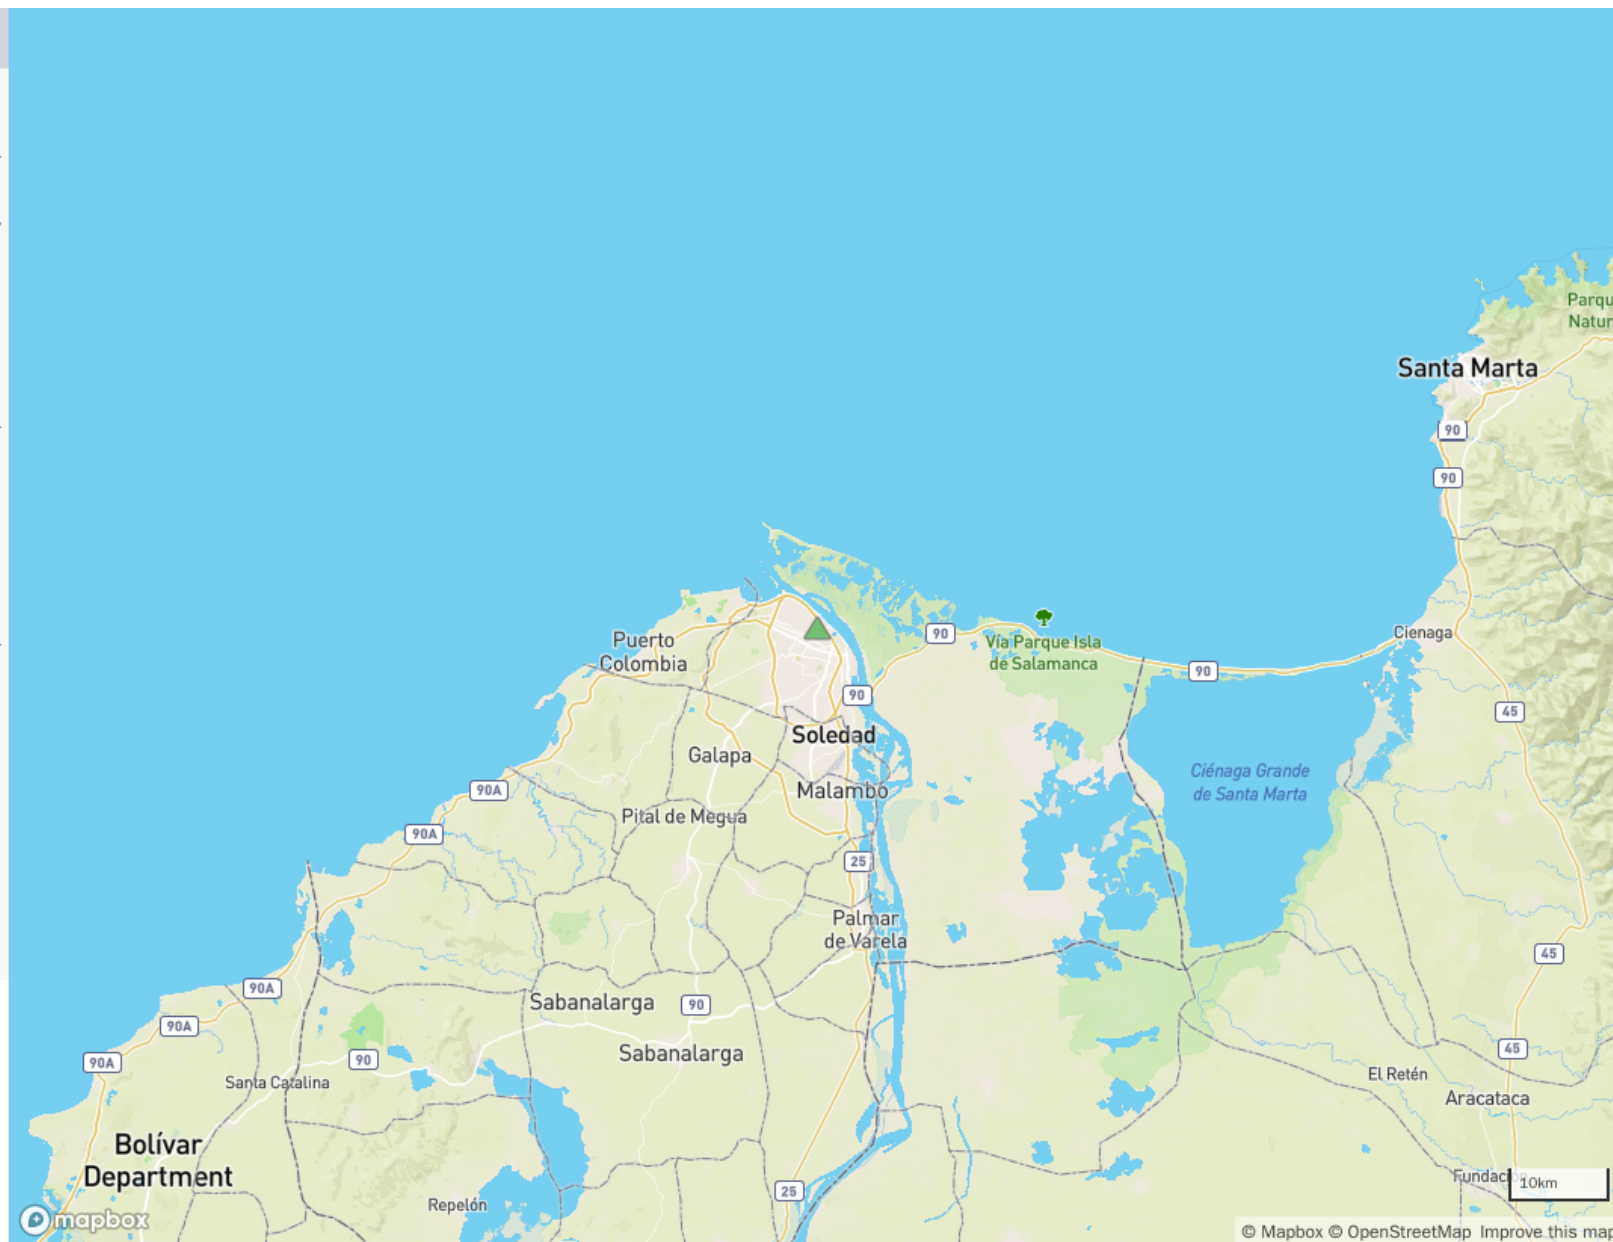 Parqu
Natur
Santa Marta
90
90
Puerto
Colombia
90
Vía Parque Isla
de Salamanca
Cienaga
90
90
45
Soledad
Galapa
Ciénaga Grande
de Santa Marta
90A
Malambo
Pital de Megua
90A
25
Palmar
de Varela
45
90A
Sabanalarga
90
90A
45
90A
90
Sabanalarga
Santa Catalina
El Retén
Aracataca
Bolívar
Department
Fundación
10km
25
Repelón
mapbox
© Mapbox © OpenStreetMap Improve this map